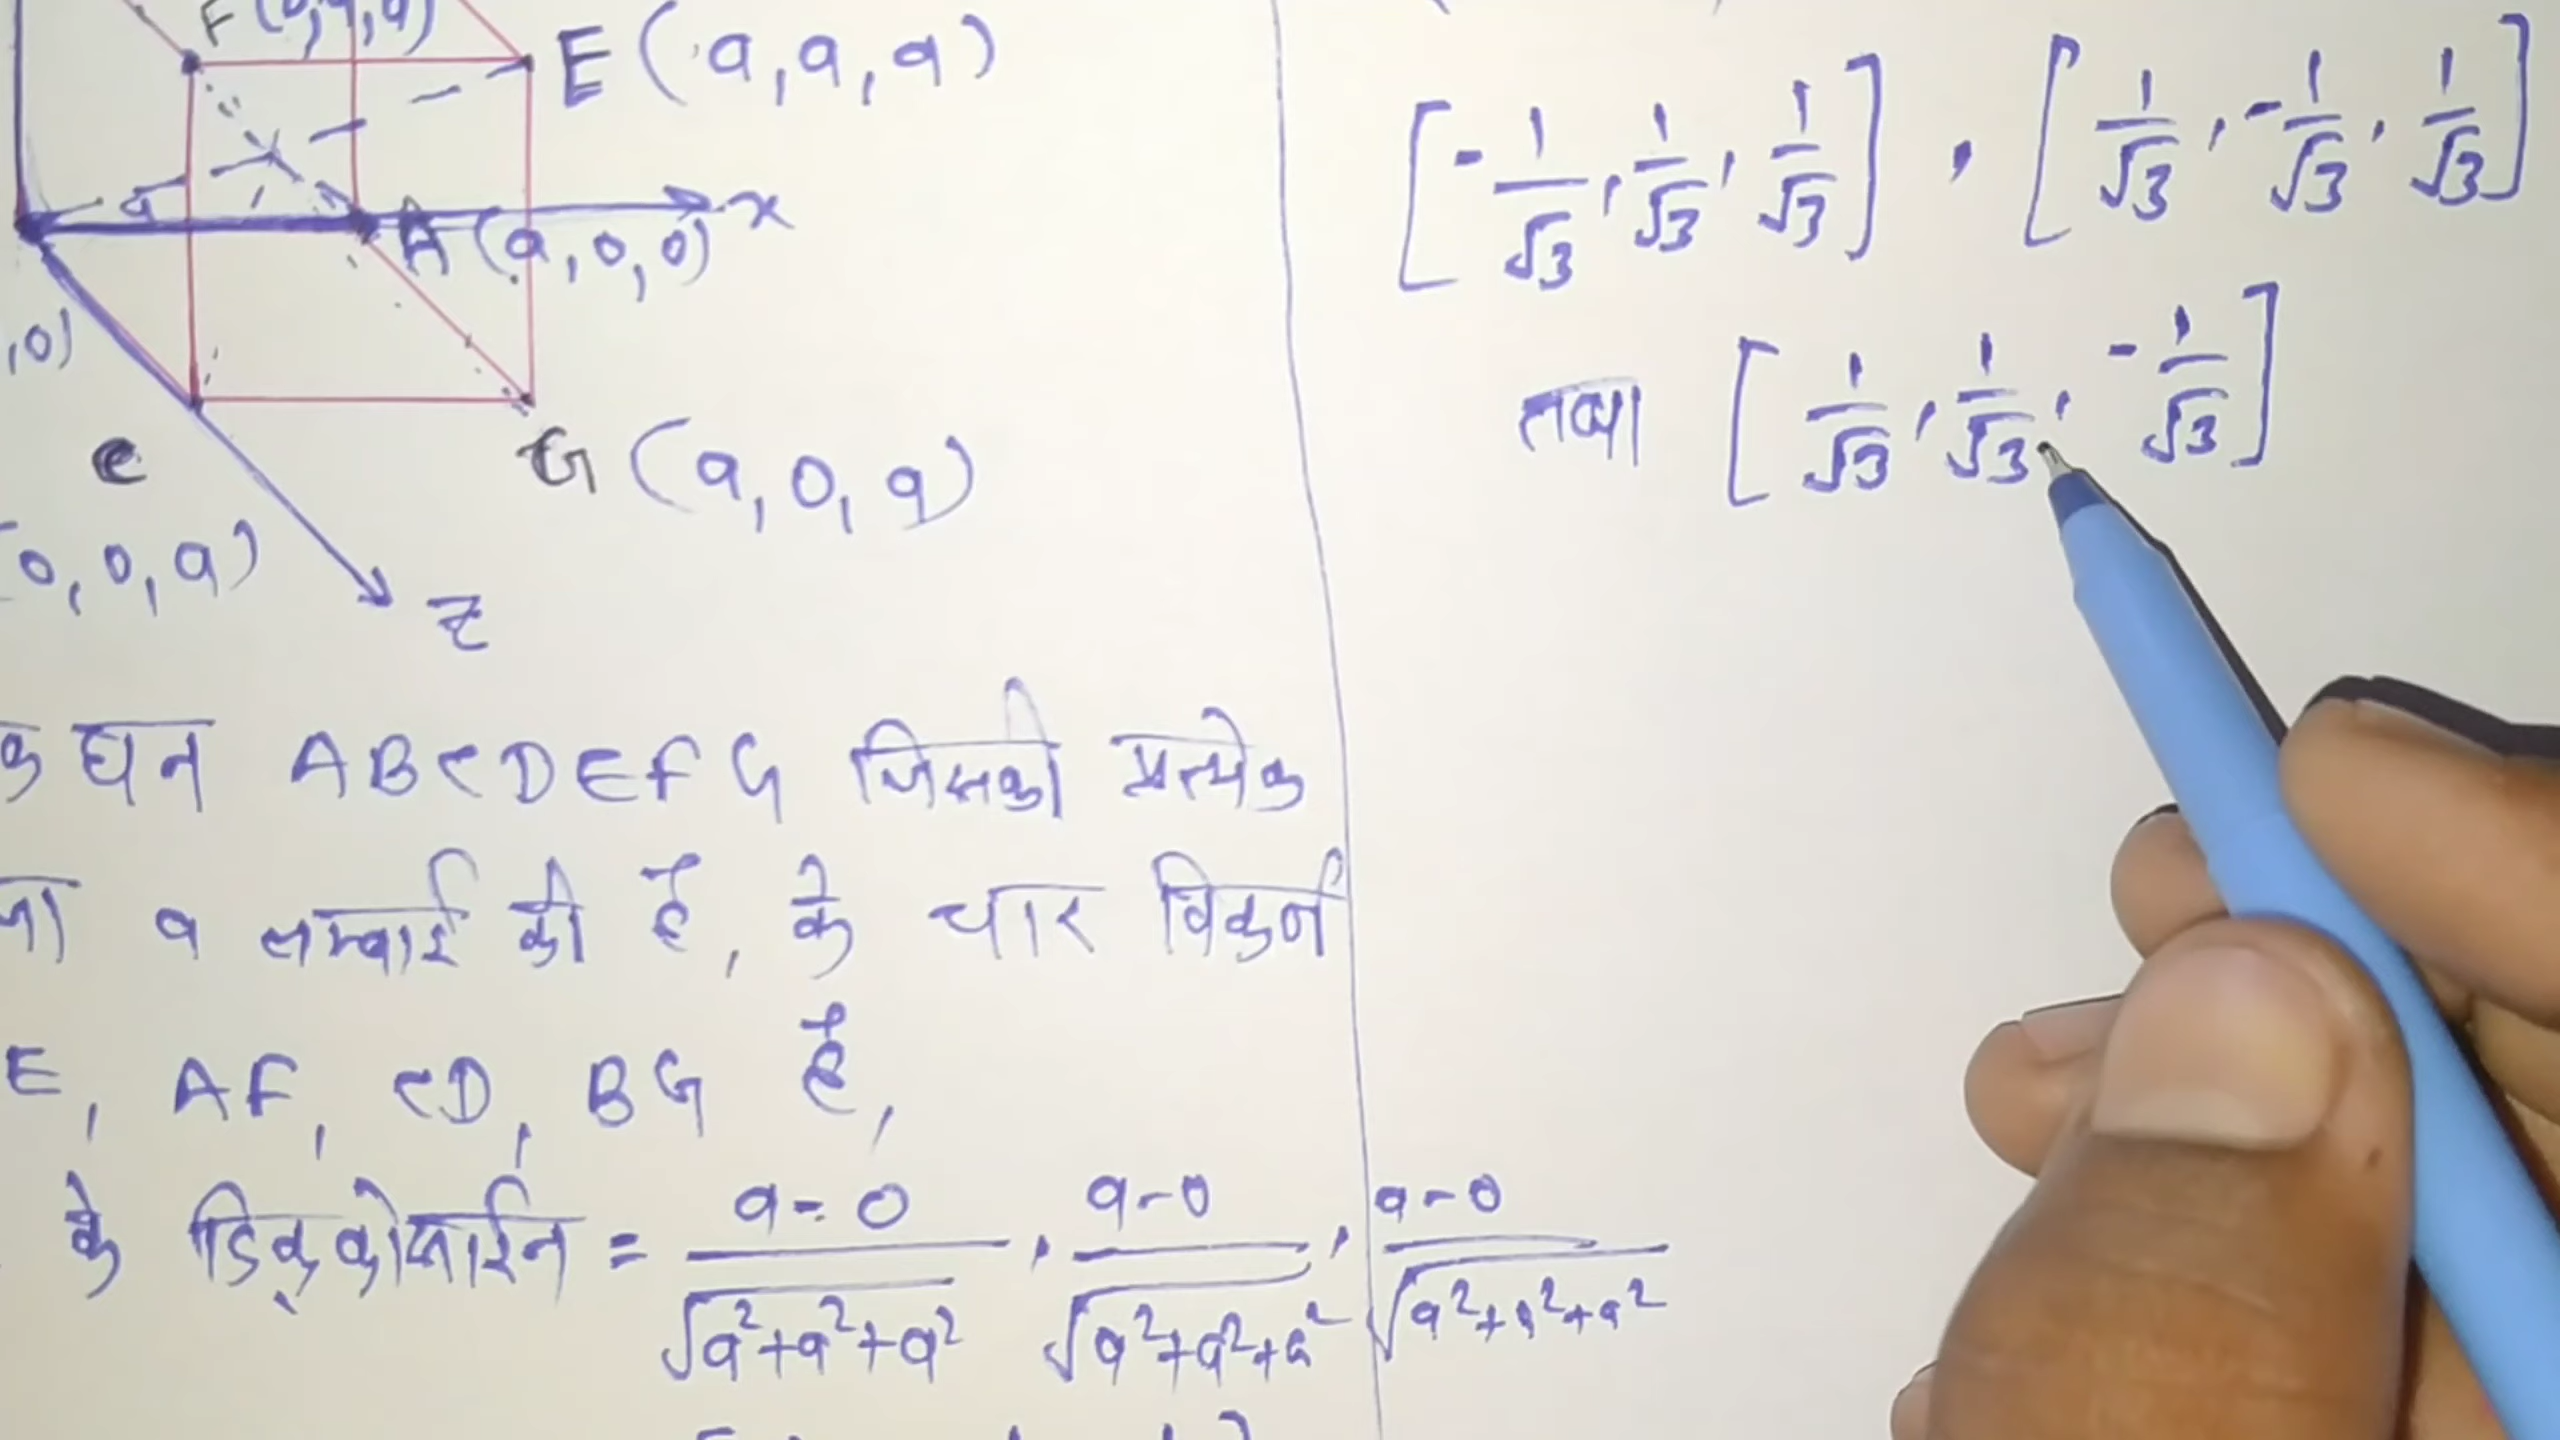 F (0, a, a)
E ( a, a, a )
x
A (a, 0, 0)
, 0)
G ( a, 0, a )
C
0, 0, a )
z
क घन ABCDEFG जिसकी प्रत्येक
जा a लम्बाई की है, के चार विकर्ण
E, AF, CD, BG है,
के डिक्कोसाईन = a-0/√a²+a²+a² , a-0/√a²+a²+a² , a-0/√a²+a²+a²
[-1/√3, 1/√3, 1/√3] , [1/√3, -1/√3, 1/√3]
तथा [1/√3, 1/√3, -1/√3]